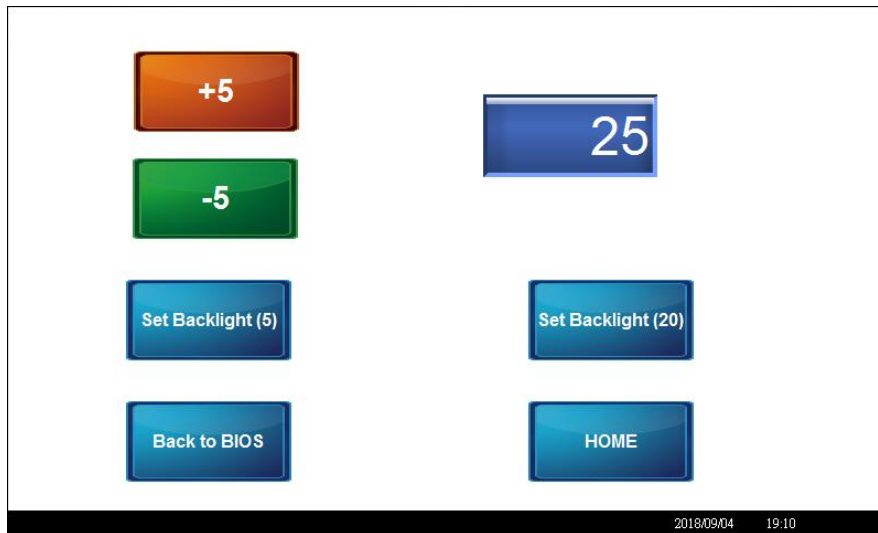 +5
25
-5
Set Backlight (5)
Set Backlight (20)
Back to BIOS
HOME
2018/09/04 19:10